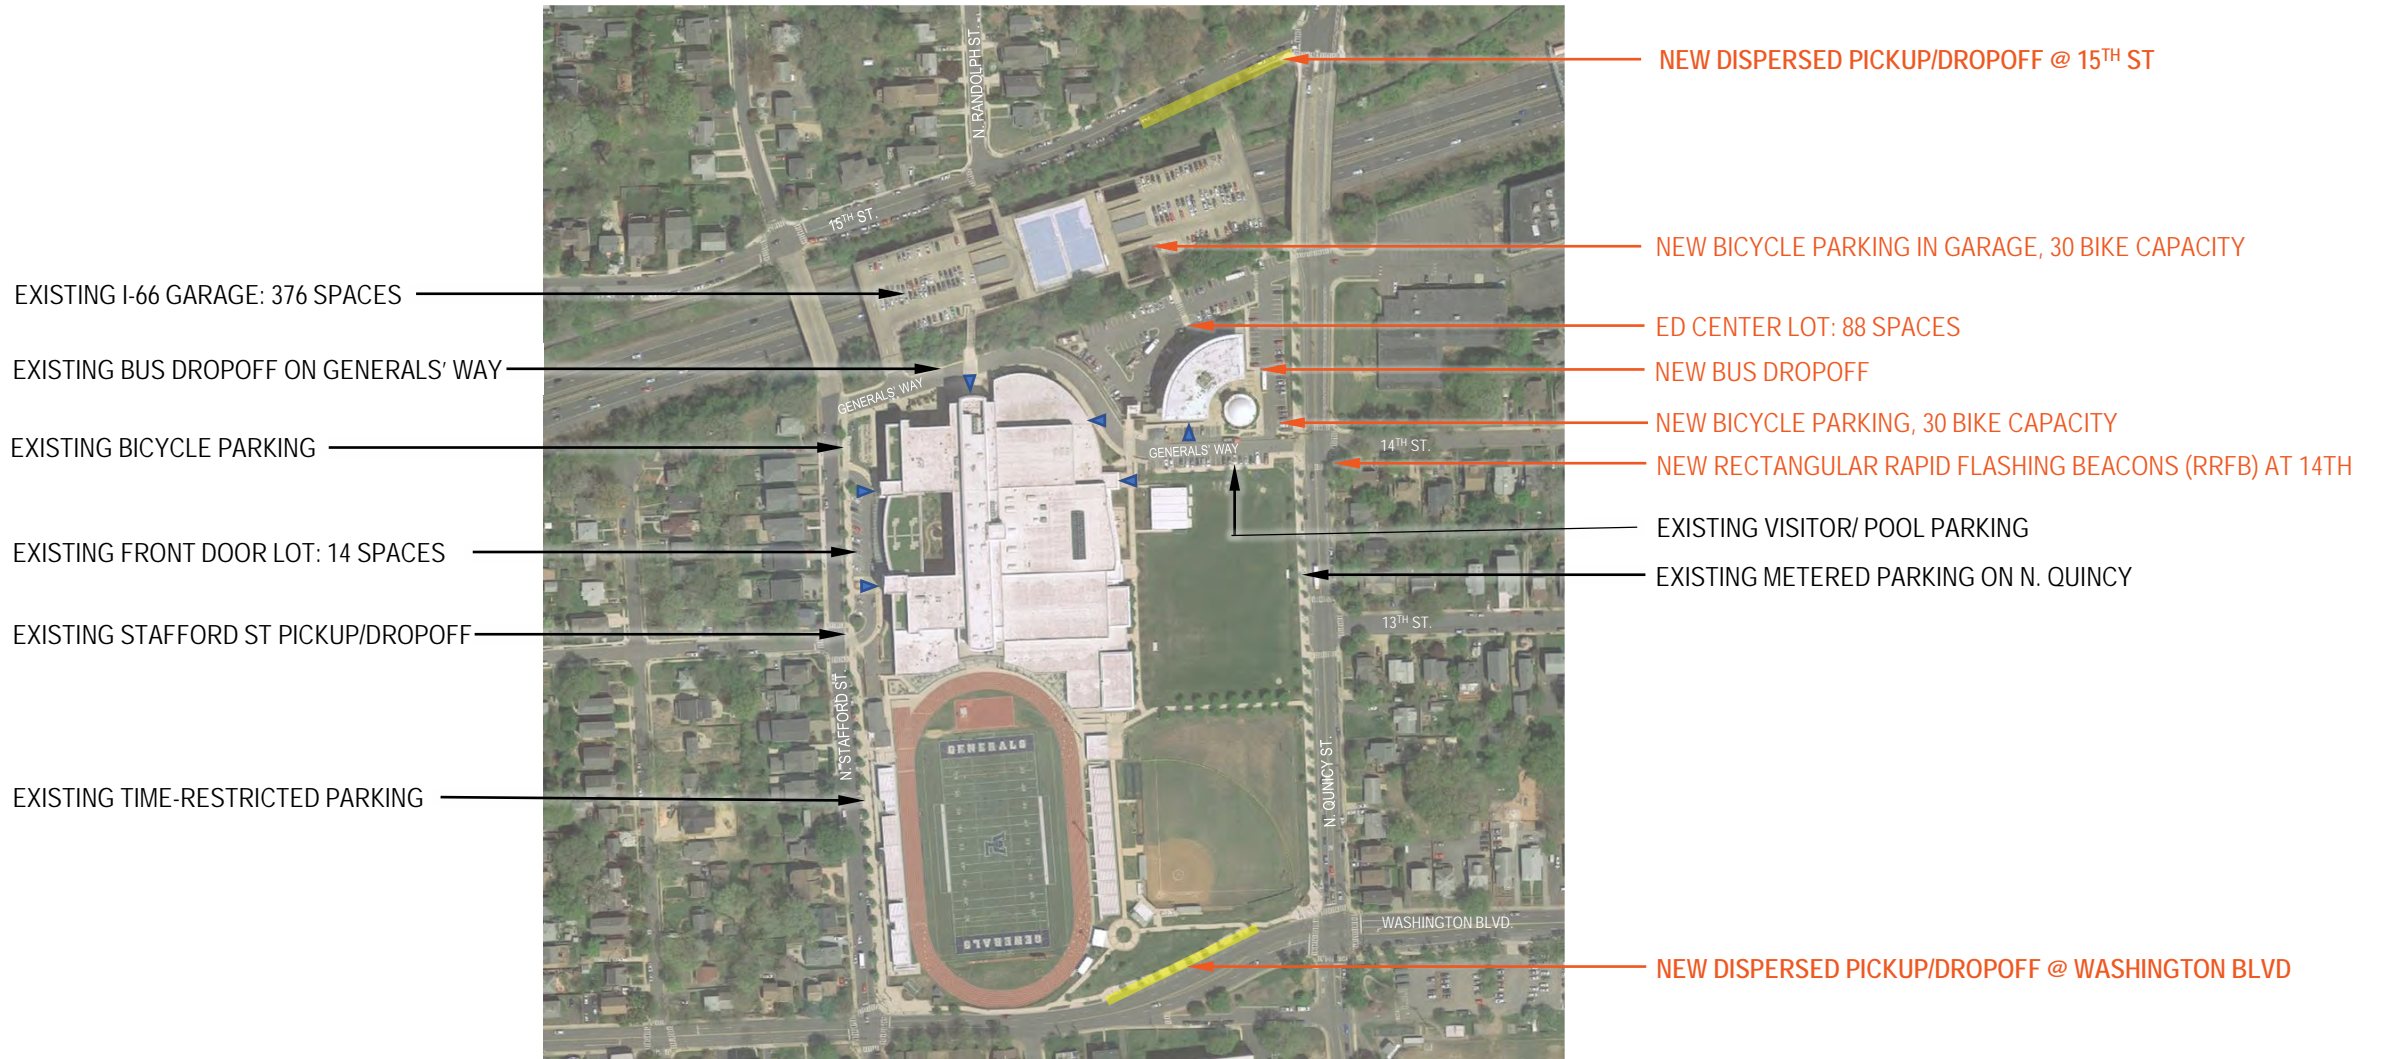 NEW DISPERSED PICKUP/DROPOFF @ 15TH ST
N. RANDOLPH ST.
15TH ST.
NEW BICYCLE PARKING IN GARAGE, 30 BIKE CAPACITY
EXISTING I-66 GARAGE: 376 SPACES
ED CENTER LOT: 88 SPACES
EXISTING BUS DROPOFF ON GENERALS' WAY
NEW BUS DROPOFF
GENERALS' WAY
NEW BICYCLE PARKING, 30 BIKE CAPACITY
EXISTING BICYCLE PARKING
GENERALS' WAY
14TH ST.
NEW RECTANGULAR RAPID FLASHING BEACONS (RRFB) AT 14TH
EXISTING VISITOR/ POOL PARKING
EXISTING FRONT DOOR LOT: 14 SPACES
EXISTING METERED PARKING ON N. QUINCY
13TH ST.
EXISTING STAFFORD ST PICKUP/DROPOFF
N. STAFFORD ST.
GENERALS
N. QUNICY ST.
EXISTING TIME-RESTRICTED PARKING
WL
WASHINGTON BLVD.
GENERALS
NEW DISPERSED PICKUP/DROPOFF @ WASHINGTON BLVD